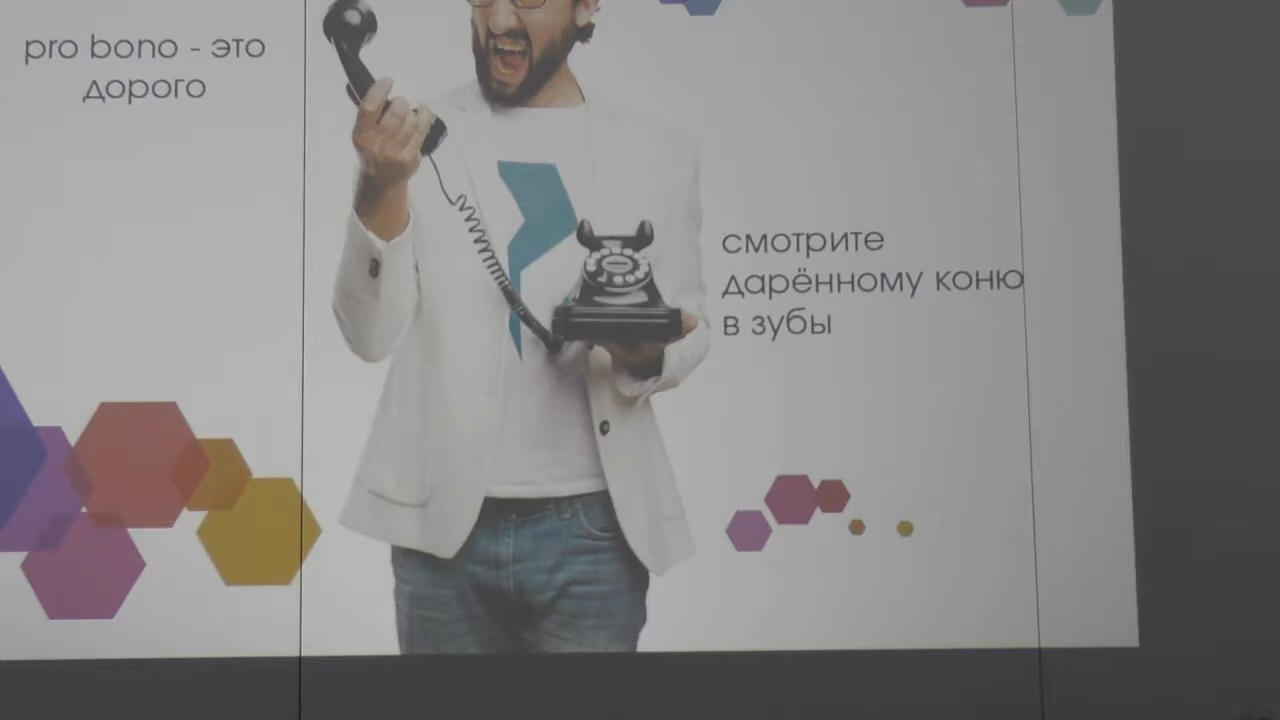 pro bono - это
дорого
смотрите
дарённому коню
в зубы